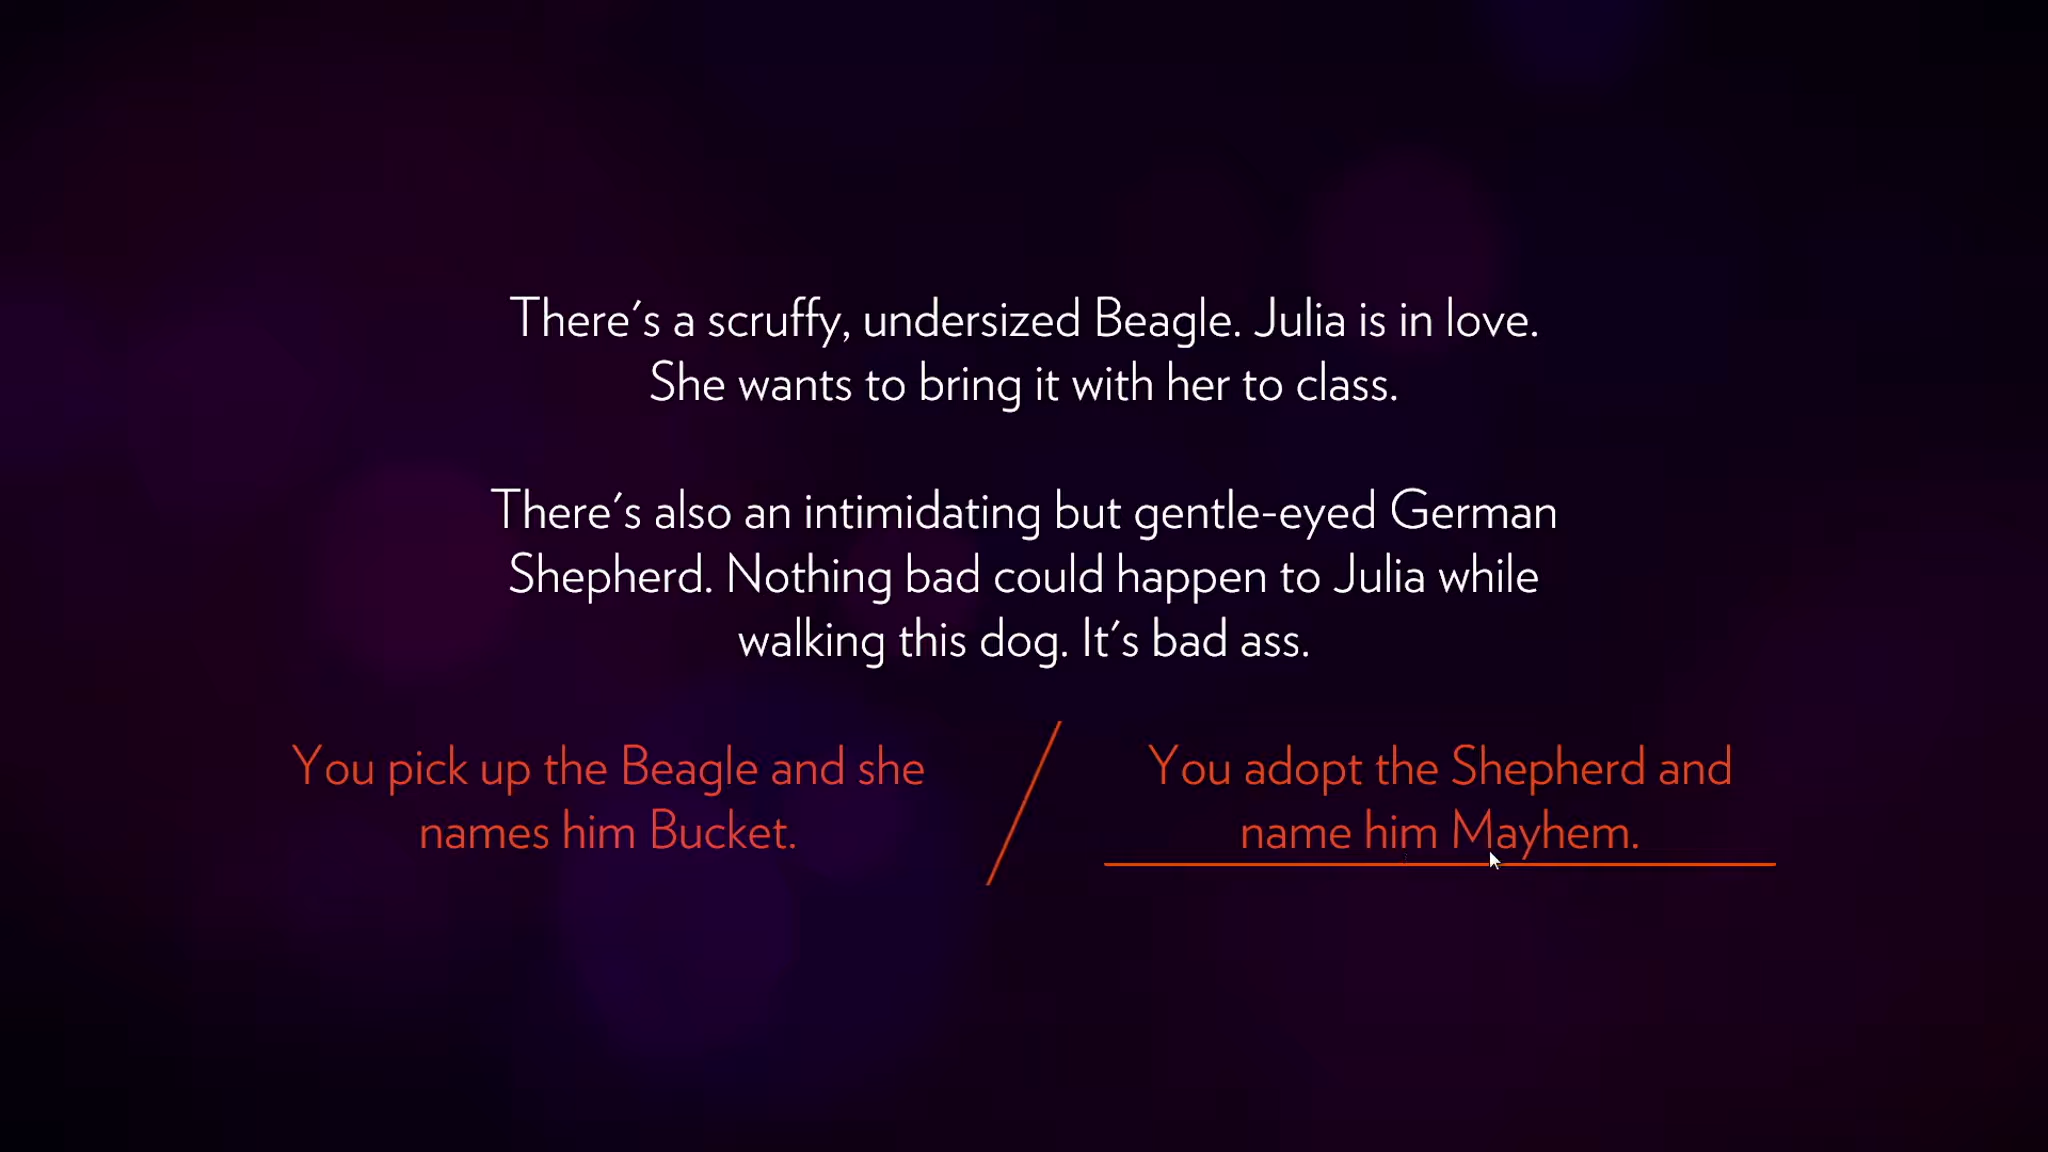 There's a scruffy, undersized Beagle. Julia is in love.
She wants to bring it with her to class.
There's also an intimidating but gentle-eyed German
Shepherd. Nothing bad could happen to Julia while
walking this dog. It's bad ass.
You pick up the Beagle and she
names him Bucket.
You adopt the Shepherd and
name him Mayhem.